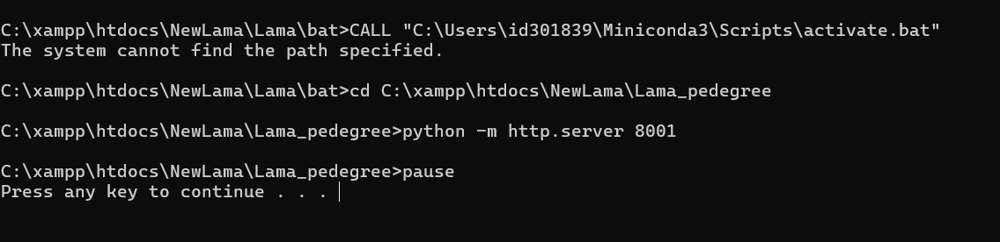 C:\xampp\htdocs\NewLama\Lama\bat>CALL "C:\Users\id301839\Miniconda3\Scripts\activate.bat"
The system cannot find the path specified.
C:\xampp\htdocs\NewLama\Lama\bat>cd C:\xampp\htdocs\NewLama\Lama_pedegree
C:\xampp\htdocs\NewLama\Lama_pedegree>python -m http.server 8001
C:\xampp\htdocs\NewLama\Lama_pedegree>pause
Press any key to continue . . .